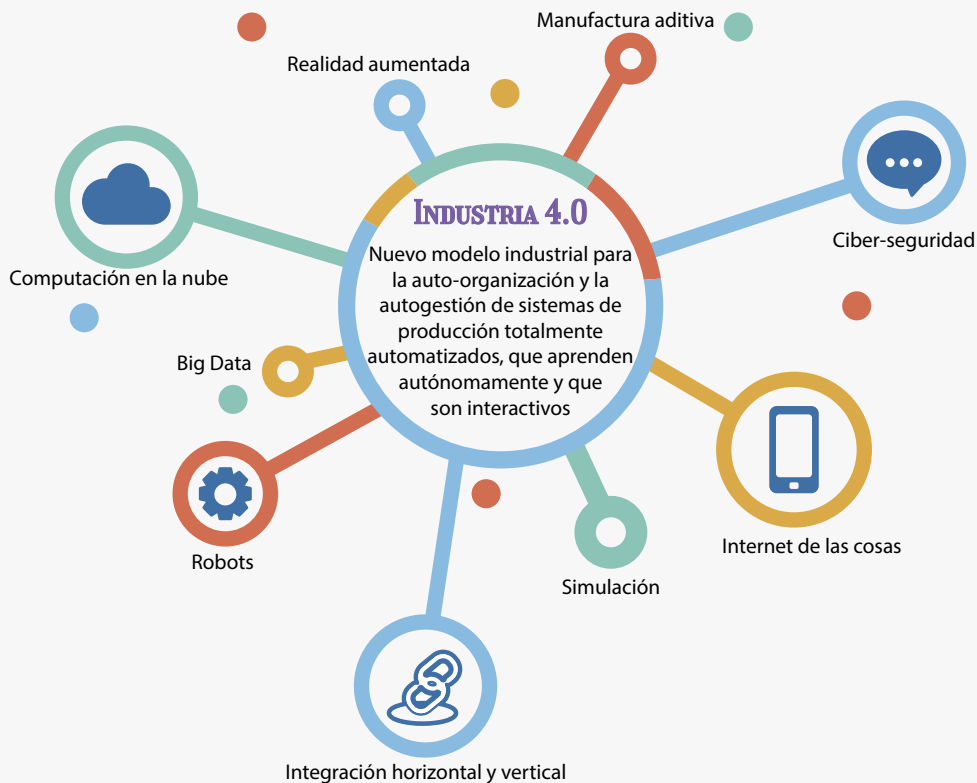 Manufactura aditiva
Realidad aumentada
Ciber-seguridad
Computación en la nube
INDUSTRIA 4.0
Nuevo modelo industrial para
la auto-organización y la
autogestión de sistemas de
producción totalmente
automatizados, que aprenden
autónomamente y que
son interactivos
Big Data
Robots
Internet de las cosas
Simulación
Integración horizontal y vertical